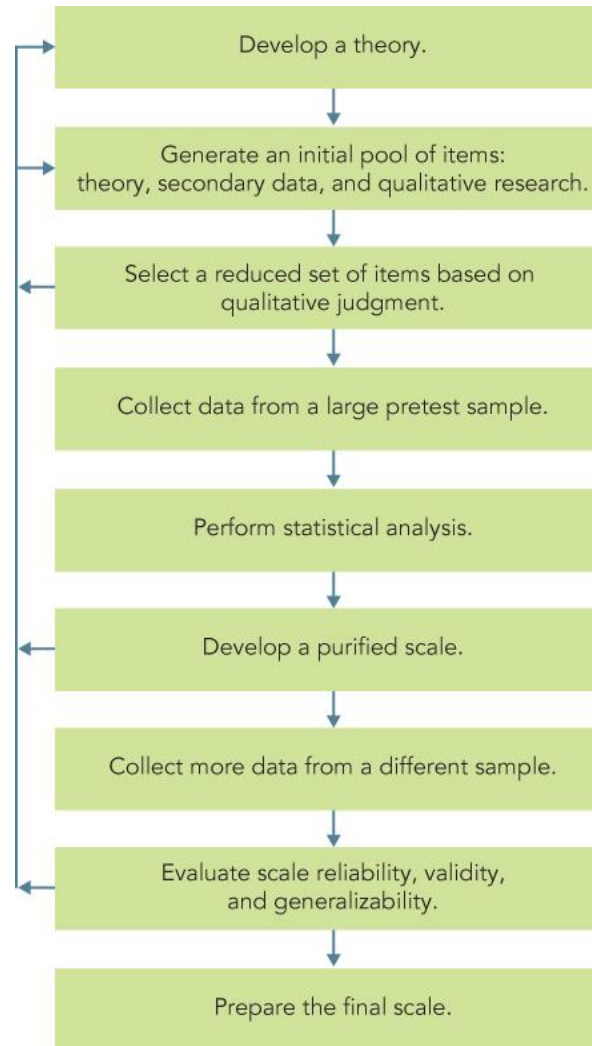 Develop a theory.
Generate an initial pool of items:
theory, secondary data, and qualitative research.
Select a reduced set of items based on
qualitative judgment.
Collect data from a large pretest sample.
Perform statistical analysis.
Develop a purified scale.
Collect more data from a different sample.
Evaluate scale reliability, validity,
and generalizability.
Prepare the final scale.